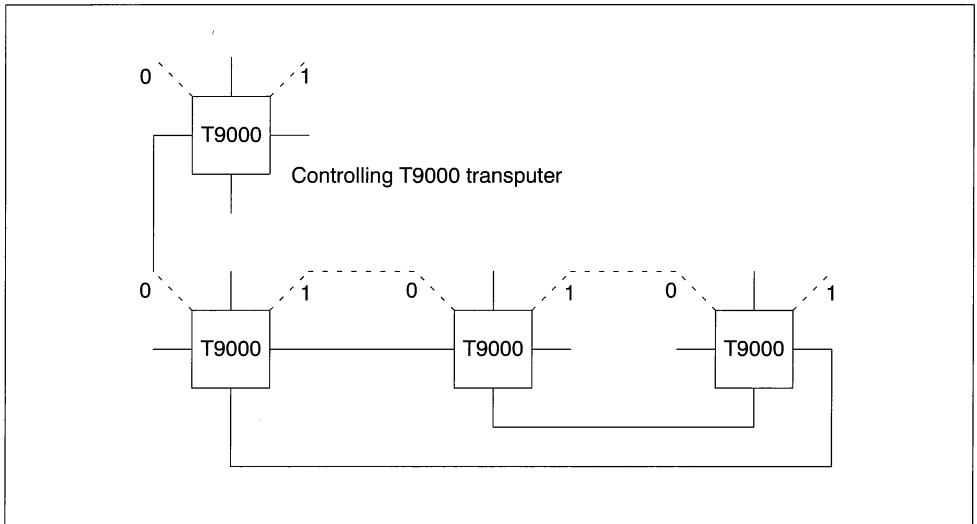 0 1
T9000
Controlling T9000 transputer
0 1 0 1 0 1
T9000 T9000 T9000